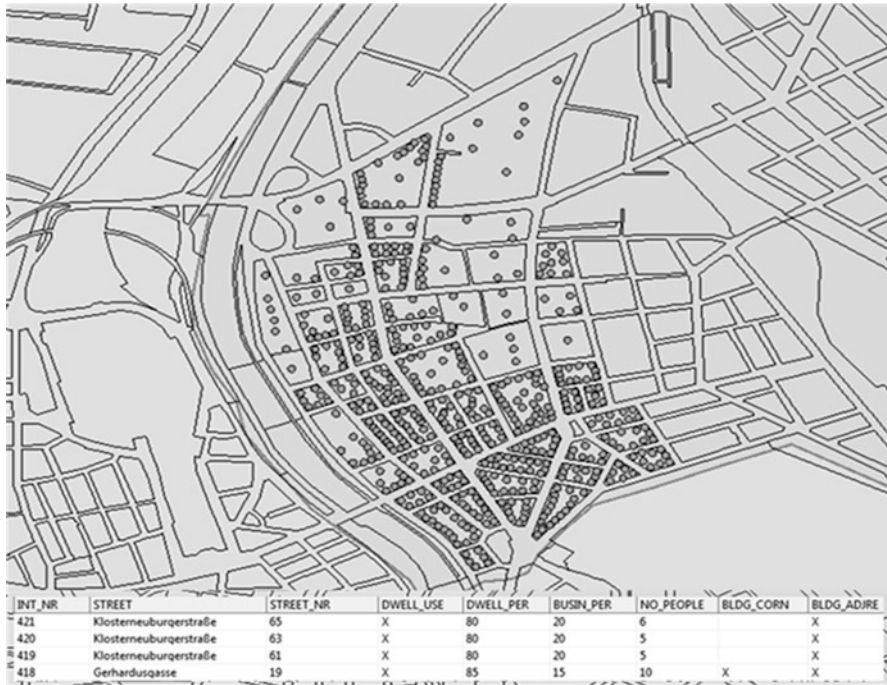 INT_NR STREET STREET_NR DWELL_USE DWELL_PER BUSIN_PER NO_PEOPLE BLDG_CORN BLDG_ADJRE
421 Klosterneuburgerstraße 65 X 80 20 6 X
420 Klosterneuburgerstraße 63 X 80 20 5 X
419 Klosterneuburgerstraße 61 X 80 20 5 X
418 Gerhardusgasse 19 X 85 15 10 X X